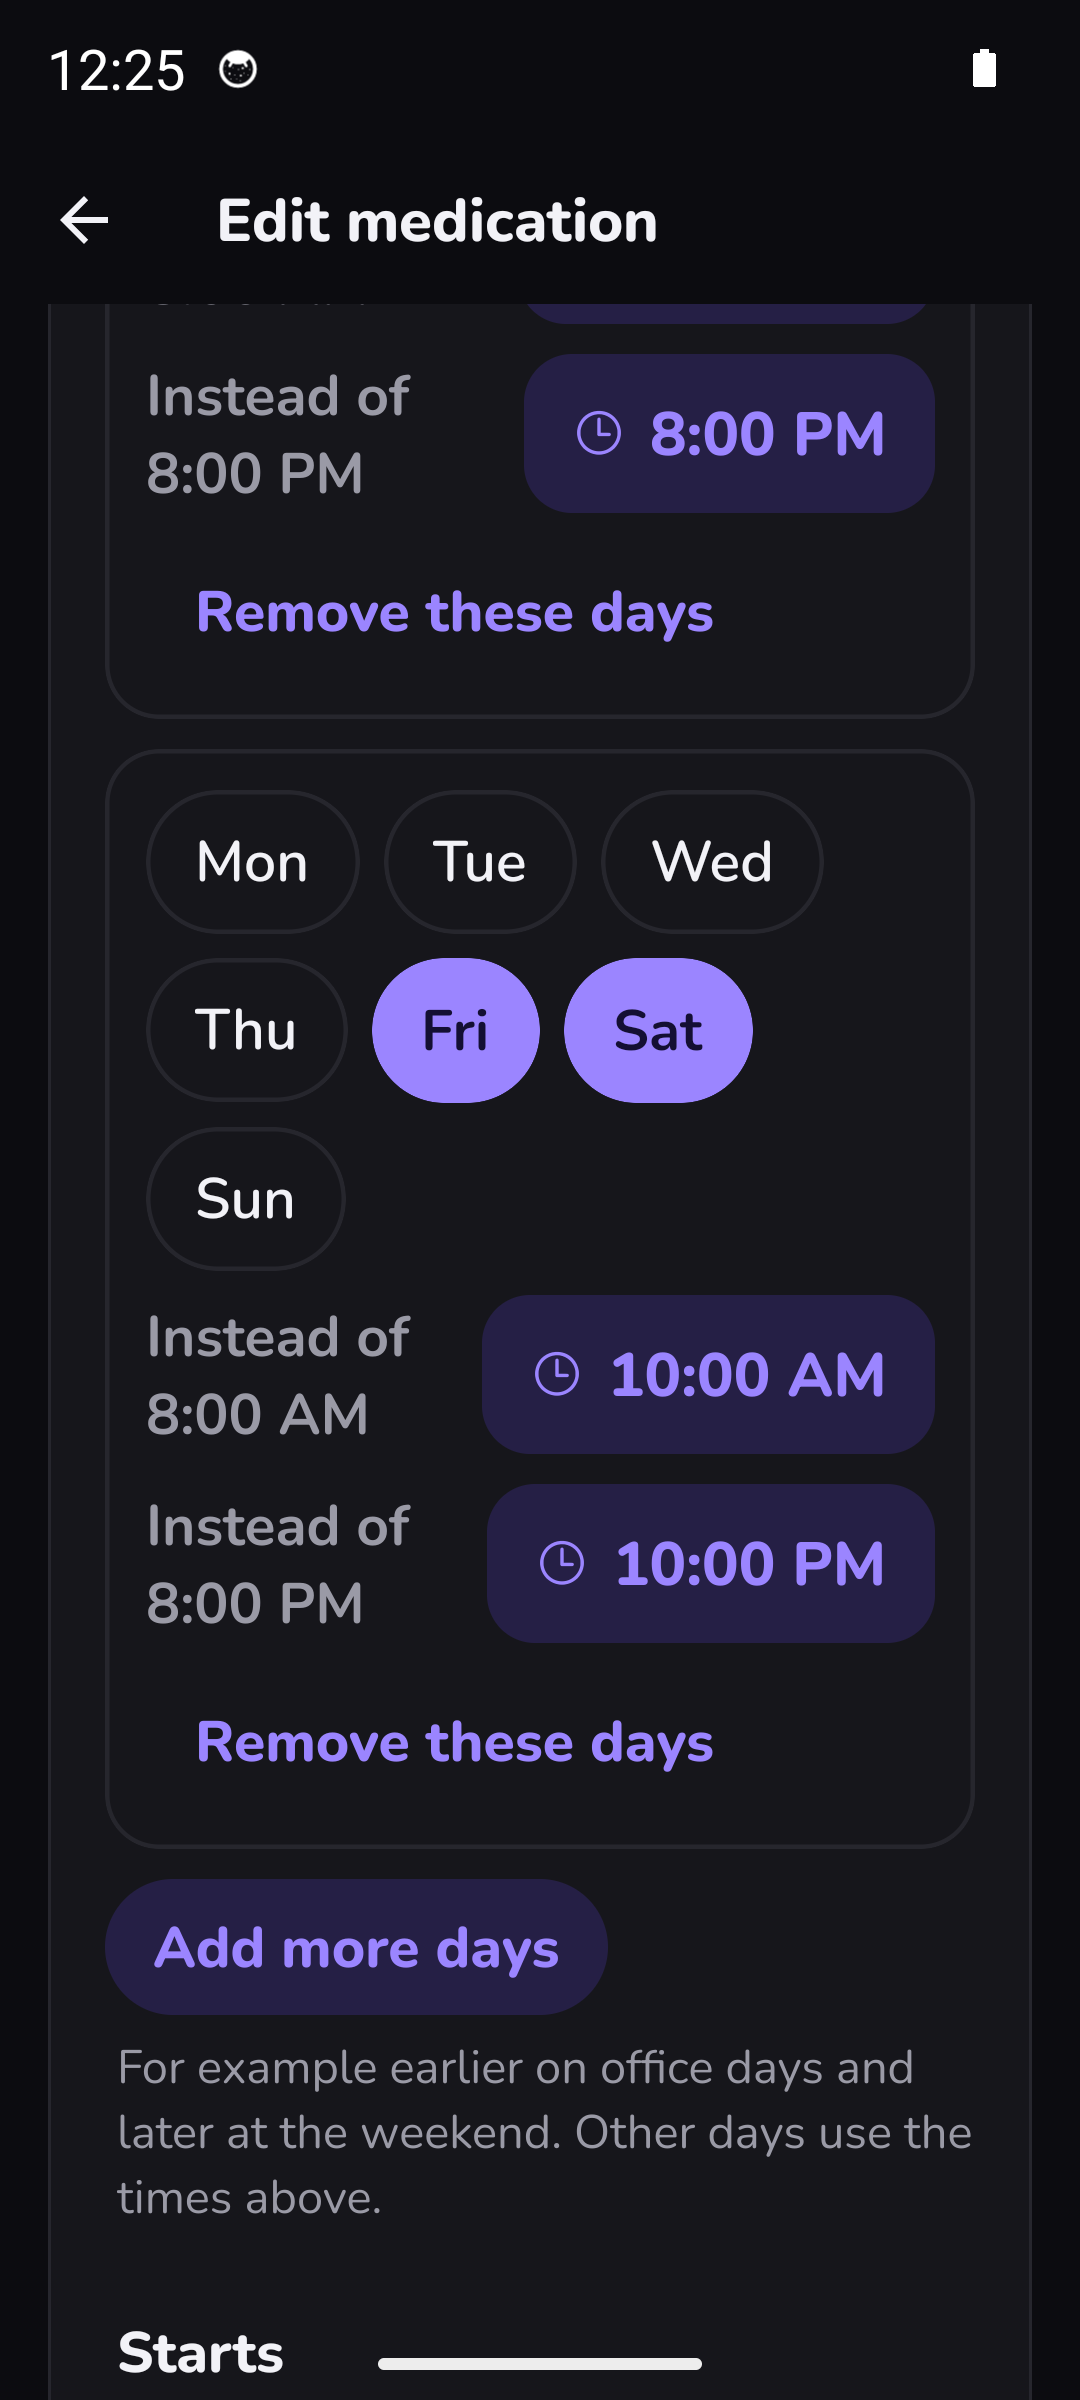 12:25
Edit medication
Instead of
8:00 PM
8:00 PM
Remove these days
Mon Tue Wed
Thu Fri Sat
Sun
Instead of
8:00 AM
10:00 AM
Instead of
8:00 PM
10:00 PM
Remove these days
Add more days
For example earlier on office days and
later at the weekend. Other days use the
times above.
Starts